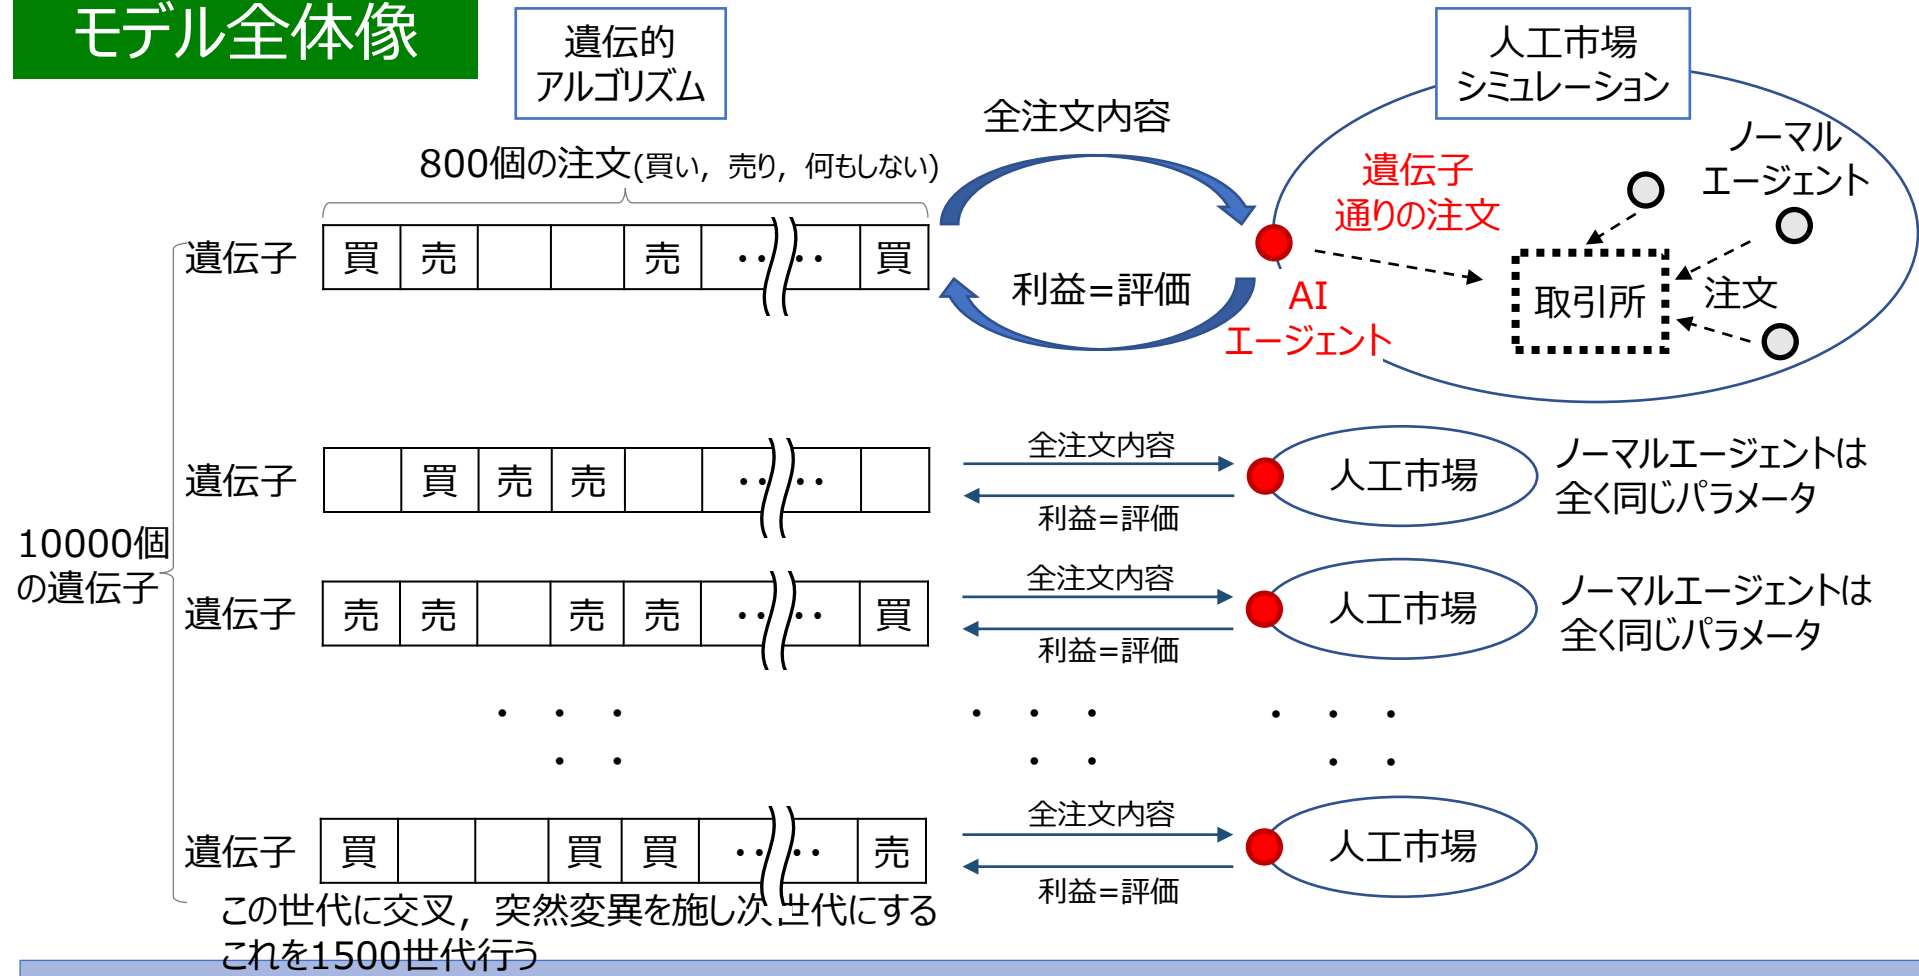 モデル全体像
遺伝的
アルゴリズム
人工市場
シミュレーション
全注文内容
800個の注文(買い，売り，何もしない)
遺伝子
通りの注文
ノーマル
エージェント
遺伝子 買 売 売 ・・ ・・ 買
利益=評価
AI
エージェント
取引所
注文
遺伝子 買 売 売 ・・ ・・
全注文内容
利益=評価
人工市場
ノーマルエージェントは
全く同じパラメータ
10000個
の遺伝子
遺伝子 売 売 売 売 ・・ ・・ 買
全注文内容
利益=評価
人工市場
ノーマルエージェントは
全く同じパラメータ
・ ・ ・ ・ ・ ・ ・ ・ ・
・ ・ ・ ・ ・ ・
遺伝子 買 買 買 ・・ ・・ 売
全注文内容
利益=評価
人工市場
この世代に交叉，突然変異を施し次世代にする
これを1500世代行う